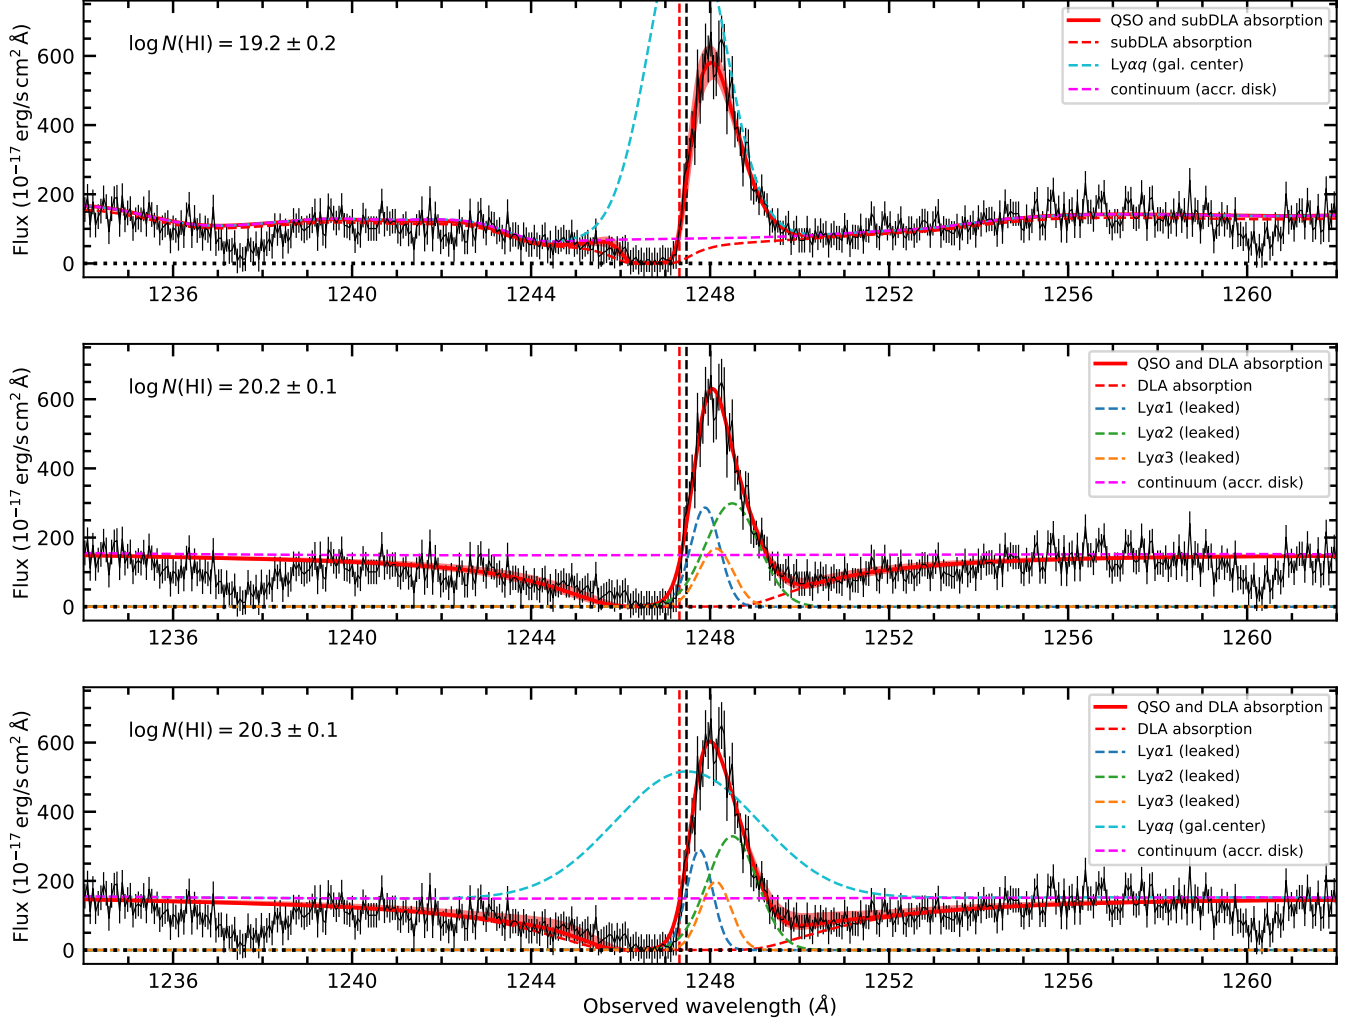 log N(HI) = 19.2 ± 0.2
QSO and subDLA absorption
subDLA absorption
Lyαq (gal. center)
continuum (accr. disk)
Flux (10⁻¹⁷ erg/s cm² Å)
600
400
200
0
1236 1240 1244 1248 1252 1256 1260
log N(HI) = 20.2 ± 0.1
QSO and DLA absorption
DLA absorption
Lyα1 (leaked)
Lyα2 (leaked)
Lyα3 (leaked)
continuum (accr. disk)
Flux (10⁻¹⁷ erg/s cm² Å)
600
400
200
0
1236 1240 1244 1248 1252 1256 1260
log N(HI) = 20.3 ± 0.1
QSO and DLA absorption
DLA absorption
Lyα1 (leaked)
Lyα2 (leaked)
Lyα3 (leaked)
Lyαq (gal.center)
continuum (accr. disk)
Flux (10⁻¹⁷ erg/s cm² Å)
600
400
200
0
1236 1240 1244 1248 1252 1256 1260
Observed wavelength (Å)